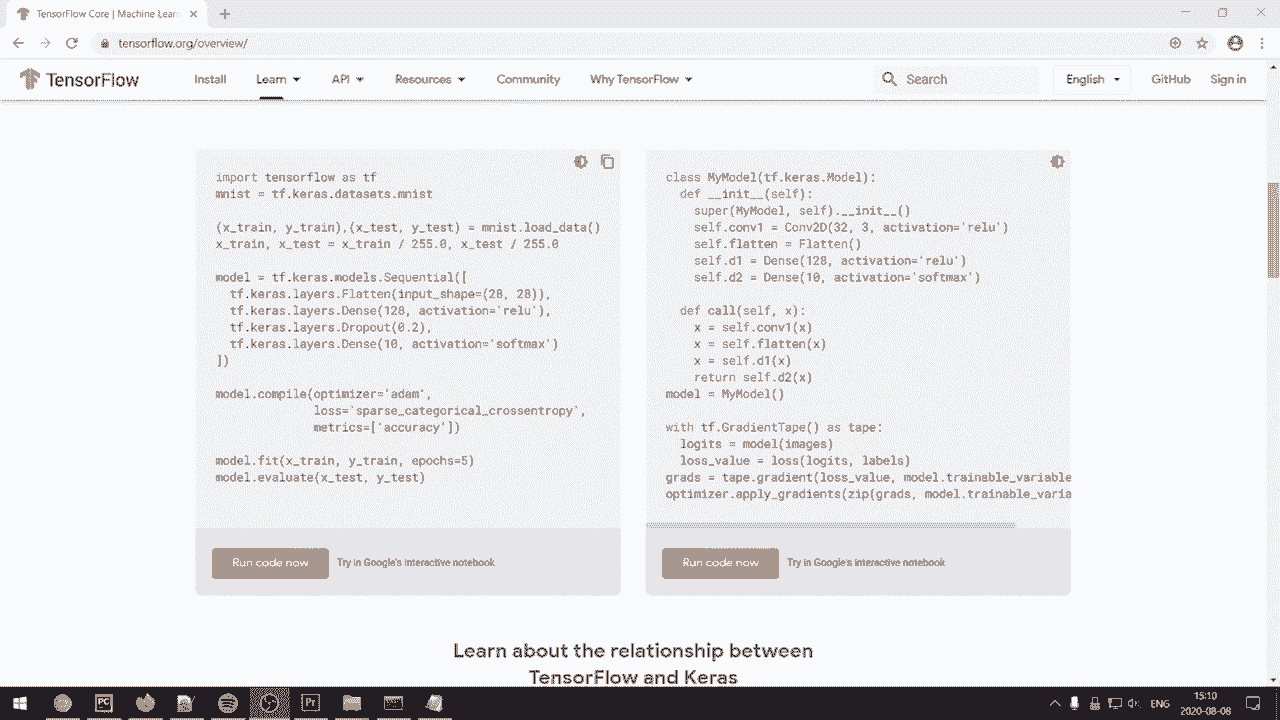 TensorFlow Core | Machine Learn
tensorflow.org/overview/
TensorFlow Install Learn API Resources Community Why TensorFlow Search English GitHub Sign in
import tensorflow as tf
mnist = tf.keras.datasets.mnist
(x_train, y_train),(x_test, y_test) = mnist.load_data()
x_train, x_test = x_train / 255.0, x_test / 255.0
model = tf.keras.models.Sequential([
tf.keras.layers.Flatten(input_shape=(28, 28)),
tf.keras.layers.Dense(128, activation='relu'),
tf.keras.layers.Dropout(0.2),
tf.keras.layers.Dense(10, activation='softmax')
])
model.compile(optimizer='adam',
loss='sparse_categorical_crossentropy',
metrics=['accuracy'])
model.fit(x_train, y_train, epochs=5)
model.evaluate(x_test, y_test)
Run code now Try in Google's interactive notebook
class MyModel(tf.keras.Model):
def __init__(self):
super(MyModel, self).__init__()
self.conv1 = Conv2D(32, 3, activation='relu')
self.flatten = Flatten()
self.d1 = Dense(128, activation='relu')
self.d2 = Dense(10, activation='softmax')
def call(self, x):
x = self.conv1(x)
x = self.flatten(x)
x = self.d1(x)
return self.d2(x)
model = MyModel()
with tf.GradientTape() as tape:
logits = model(images)
loss_value = loss(logits, labels)
grads = tape.gradient(loss_value, model.trainable_variable
optimizer.apply_gradients(zip(grads, model.trainable_varia
Run code now Try in Google's interactive notebook
Learn about the relationship between
TensorFlow and Keras
PC Pr ENG 15:10
2020-08-08